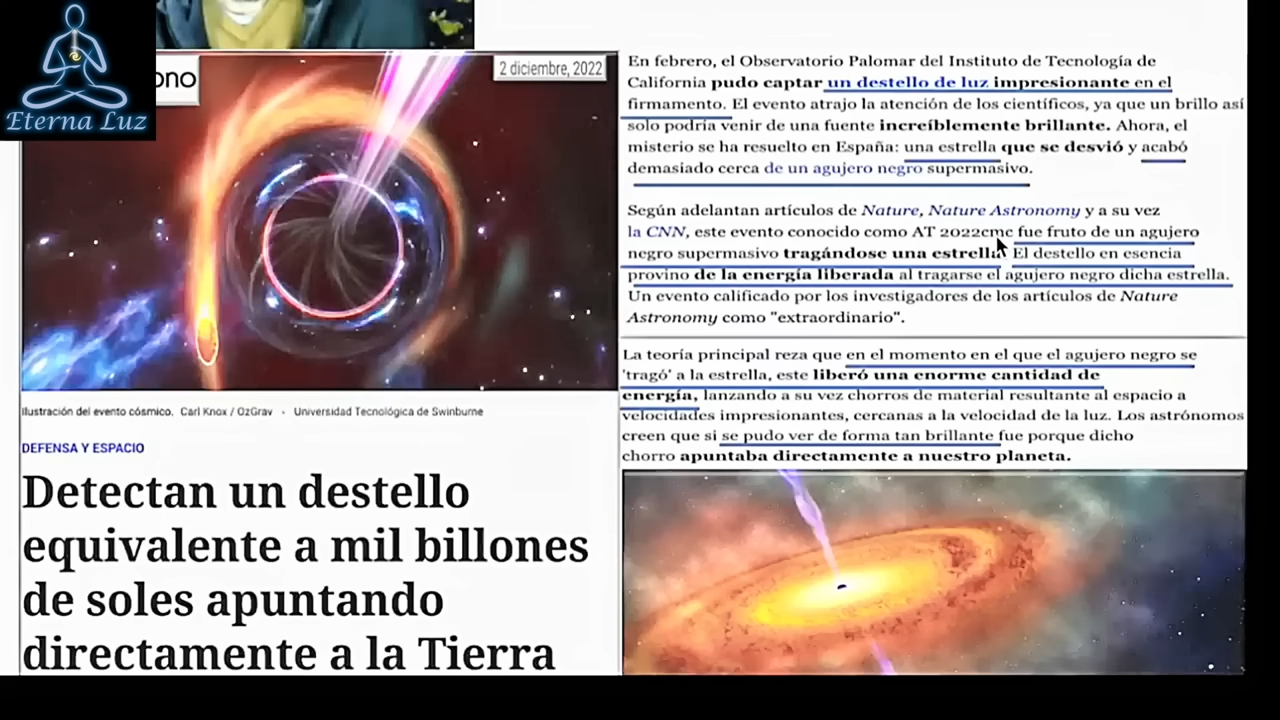 Eterna Luz
ono
2 diciembre, 2022
Ilustración del evento cósmico. Carl Knox / OzGrav • Universidad Tecnológica de Swinburne
DEFENSA Y ESPACIO
Detectan un destello
equivalente a mil billones
de soles apuntando
directamente a la Tierra
En febrero, el Observatorio Palomar del Instituto de Tecnología de
California pudo captar un destello de luz impresionante en el
firmamento. El evento atrajo la atención de los científicos, ya que un brillo así
solo podría venir de una fuente increíblemente brillante. Ahora, el
misterio se ha resuelto en España: una estrella que se desvió y acabó
demasiado cerca de un agujero negro supermasivo.
Según adelantan artículos de Nature, Nature Astronomy y a su vez
la CNN, este evento conocido como AT 2022cmc fue fruto de un agujero
negro supermasivo tragándose una estrella. El destello en esencia
provino de la energía liberada al tragarse el agujero negro dicha estrella.
Un evento calificado por los investigadores de los artículos de Nature
Astronomy como "extraordinario".
La teoría principal reza que en el momento en el que el agujero negro se
'tragó' a la estrella, este liberó una enorme cantidad de
energía, lanzando a su vez chorros de material resultante al espacio a
velocidades impresionantes, cercanas a la velocidad de la luz. Los astrónomos
creen que si se pudo ver de forma tan brillante fue porque dicho
chorro apuntaba directamente a nuestro planeta.